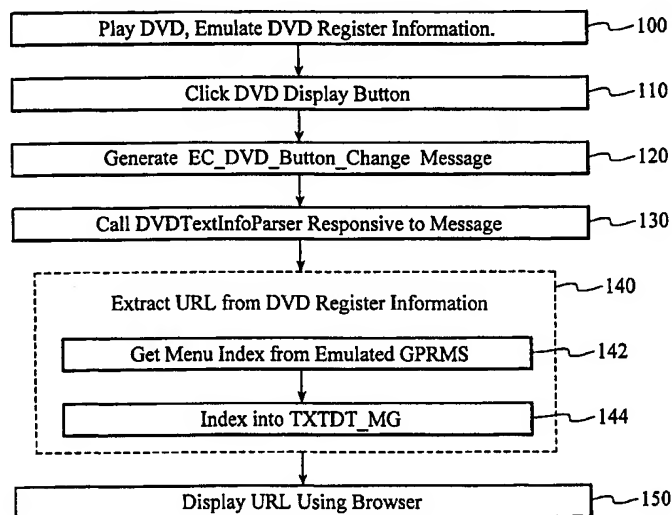 Play DVD, Emulate DVD Register Information.
100
Click DVD Display Button
110
Generate EC_DVD_Button_Change Message
120
Call DVDTextInfoParser Responsive to Message
130
140
Extract URL from DVD Register Information
Get Menu Index from Emulated GPRMS
142
Index into TXTDT_MG
144
Display URL Using Browser
150